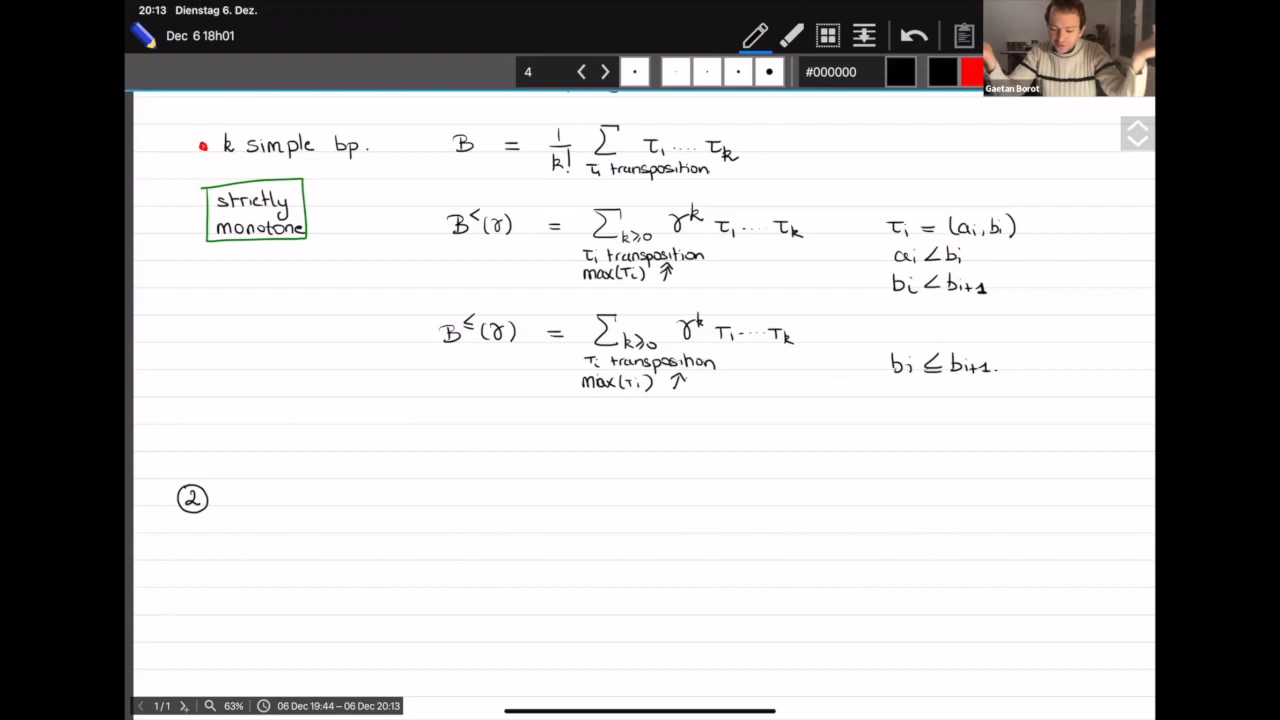 20:13 Dienstag 6. Dez.
Dec 6 18h01
4
#000000
Gaetan Borot
• k simple bp. B = 1/k! ∑ τ₁ .... τₖ
τᵢ transposition
strictly
monotone
B^<(γ) = ∑_{k≥0} γ^k τ₁ .... τₖ τᵢ = (aᵢ, bᵢ)
τᵢ transposition aᵢ < bᵢ
max(τᵢ) ⇑ bᵢ < bᵢ₊₁
B^≤(γ) = ∑_{k≥0} γ^k τ₁ ... τₖ
τᵢ transposition bᵢ ≤ bᵢ₊₁.
max(τᵢ) ↑
②
1/1 63% 06 Dec 19:44 – 06 Dec 20:13